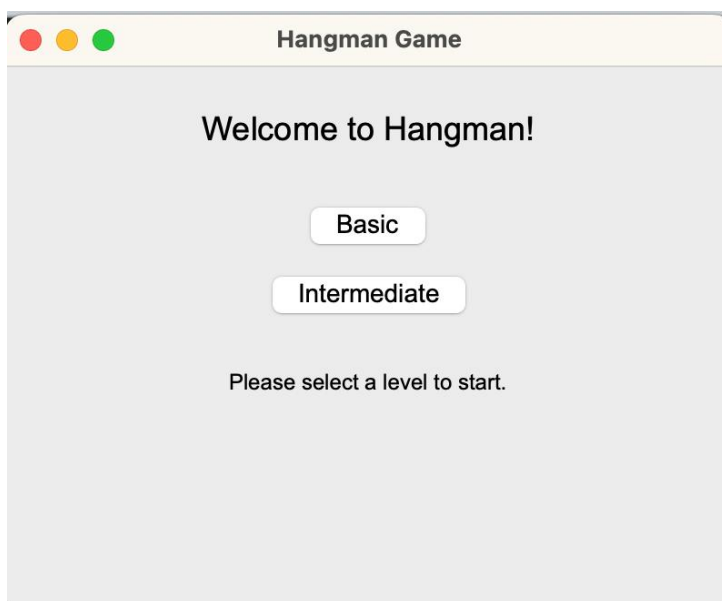 Hangman Game
Welcome to Hangman!
Basic
Intermediate
Please select a level to start.